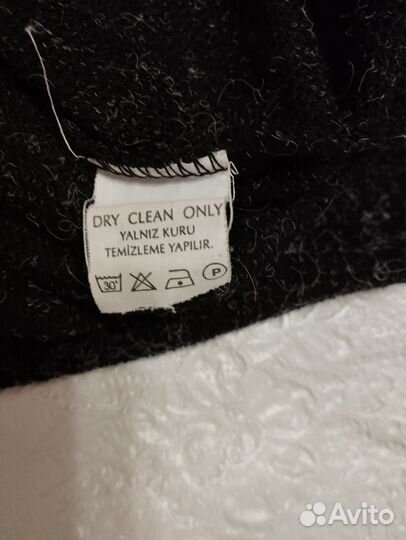 DRY CLEAN ONLY
YALNIZ KURU
TEMİZLEME YAPILIR.
30° P
Avito